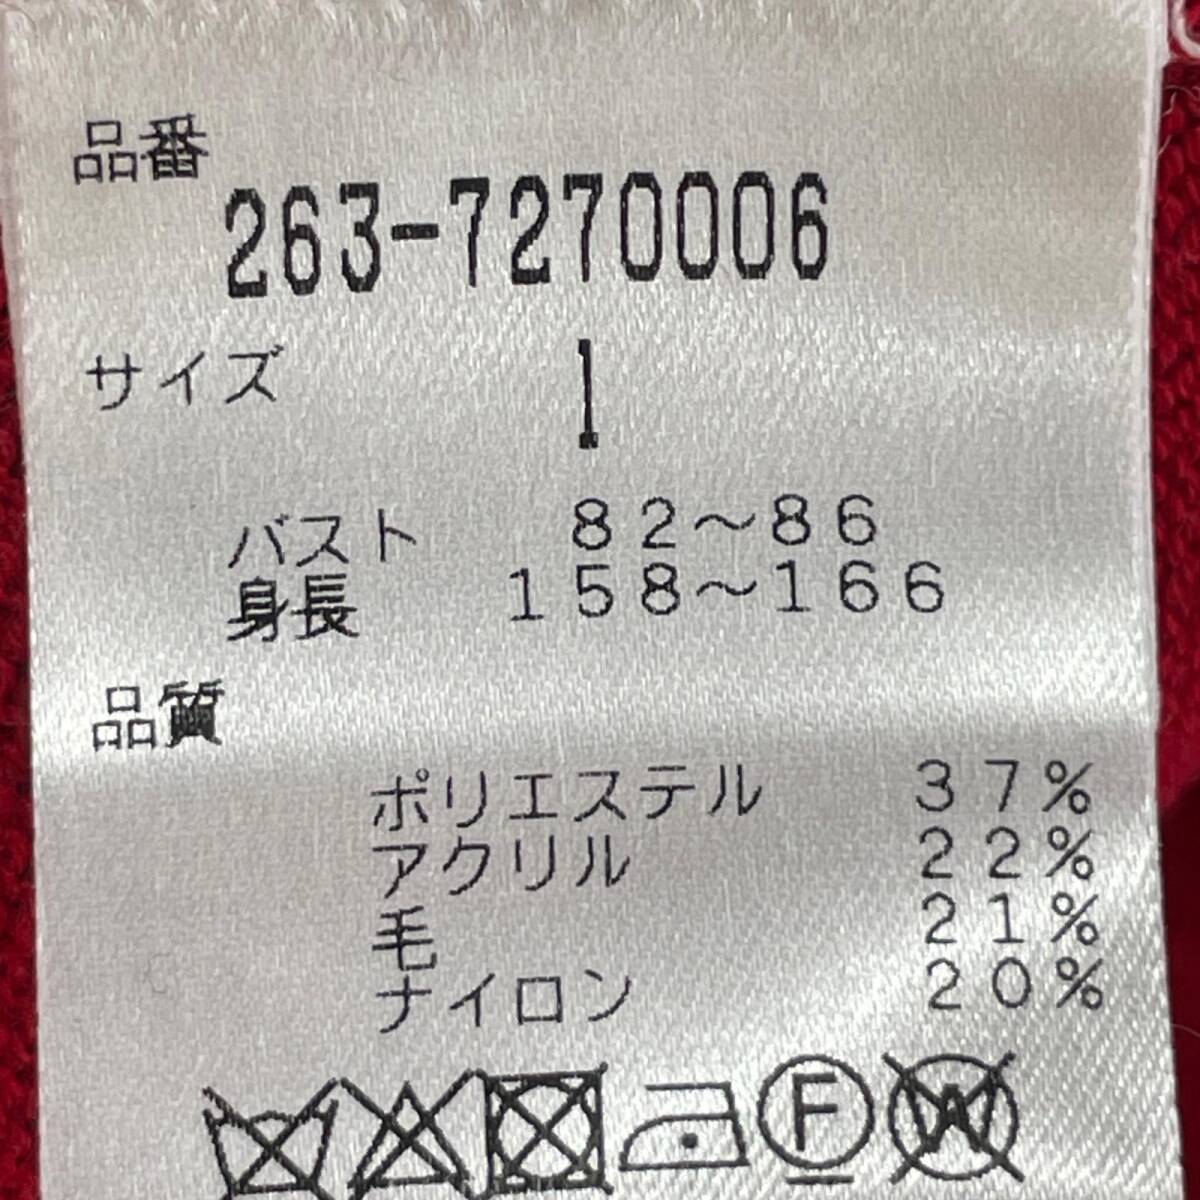 品番
263-7270006
サイズ 1
バスト 82～86
身長 158～166
品質
ポリエステル 37%
アクリル 22%
毛 21%
ナイロン 20%
F W